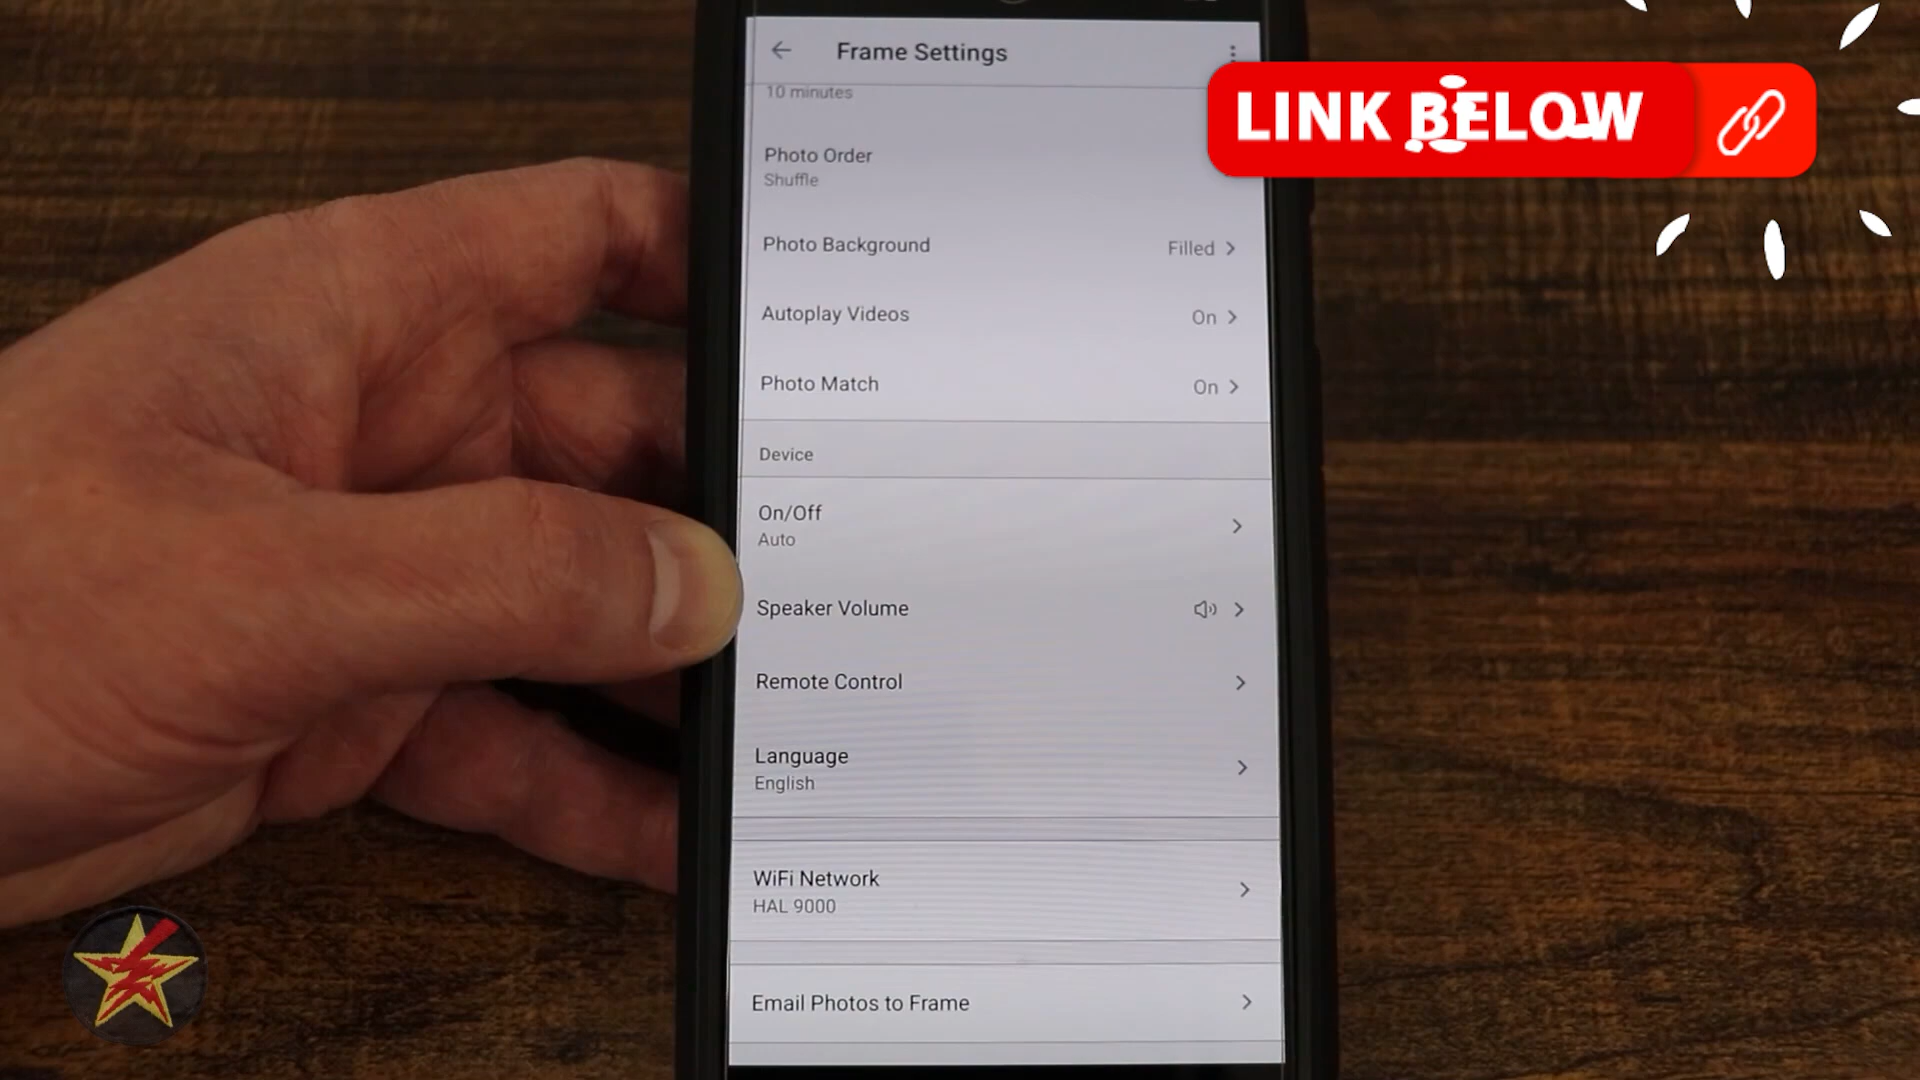 Frame Settings
10 minutes
LINK BELOW
Photo Order
Shuffle
Photo Background
Filled
Autoplay Videos
On
Photo Match
On
Device
On/Off
Auto
Speaker Volume
Remote Control
Language
English
WiFi Network
HAL 9000
Email Photos to Frame